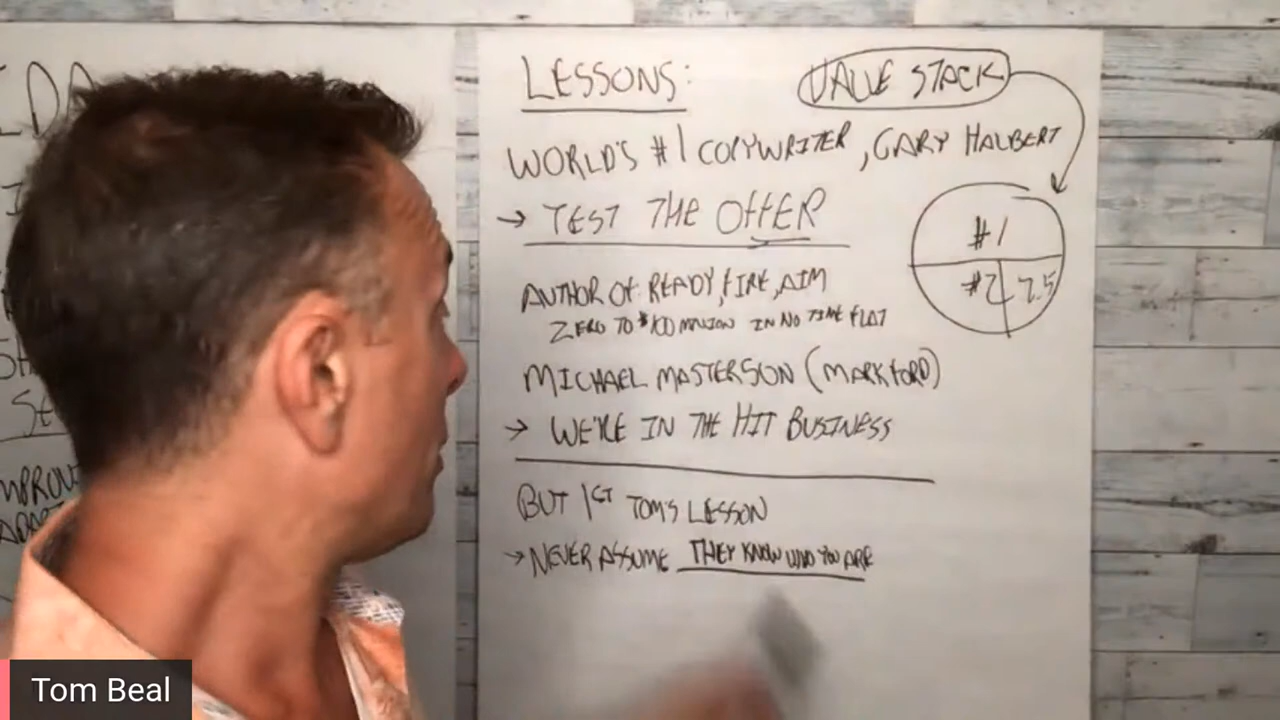 LESSONS:
VALUE STACK
WORLD'S #1 COPYWRITER, GARY HALBERT
→ TEST THE OFFER
#1
#2 2.5
AUTHOR OF READY, FIRE, AIM
ZERO TO $100 MILLION IN NO TIME FLAT
MICHAEL MASTERSON (MARK FORD)
→ WE'RE IN THE HIT BUSINESS
BUT 1ST TOM'S LESSON
→ NEVER ASSUME THEY KNOW WHO YOU ARE
Tom Beal